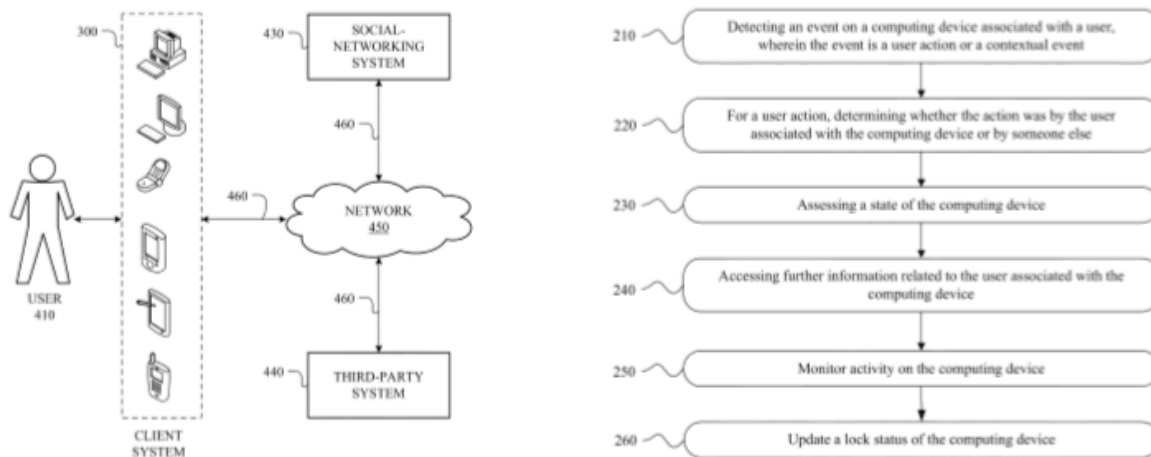 300
430
SOCIAL-
NETWORKING
SYSTEM
460
460
NETWORK
450
USER
410
460
440
THIRD-PARTY
SYSTEM
CLIENT
SYSTEM
210
Detecting an event on a computing device associated with a user,
wherein the event is a user action or a contextual event
220
For a user action, determining whether the action was by the user
associated with the computing device or by someone else
230
Assessing a state of the computing device
240
Accessing further information related to the user associated with the
computing device
250
Monitor activity on the computing device
260
Update a lock status of the computing device